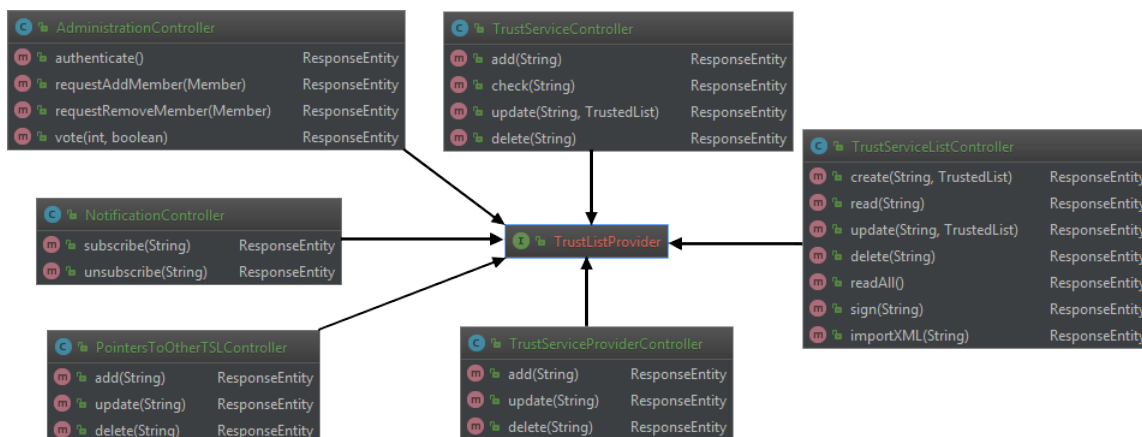 AdministrationController
authenticate() ResponseEntity
requestAddMember(Member) ResponseEntity
requestRemoveMember(Member) ResponseEntity
vote(int, boolean) ResponseEntity
TrustServiceController
add(String) ResponseEntity
check(String) ResponseEntity
update(String, TrustedList) ResponseEntity
delete(String) ResponseEntity
TrustServiceListController
create(String, TrustedList) ResponseEntity
read(String) ResponseEntity
update(String, TrustedList) ResponseEntity
delete(String) ResponseEntity
readAll() ResponseEntity
sign(String) ResponseEntity
importXML(String) ResponseEntity
NotificationController
subscribe(String) ResponseEntity
unsubscribe(String) ResponseEntity
TrustListProvider
PointersToOtherTSLController
add(String) ResponseEntity
update(String) ResponseEntity
delete(String) ResponseEntity
TrustServiceProviderController
add(String) ResponseEntity
update(String) ResponseEntity
delete(String) ResponseEntity